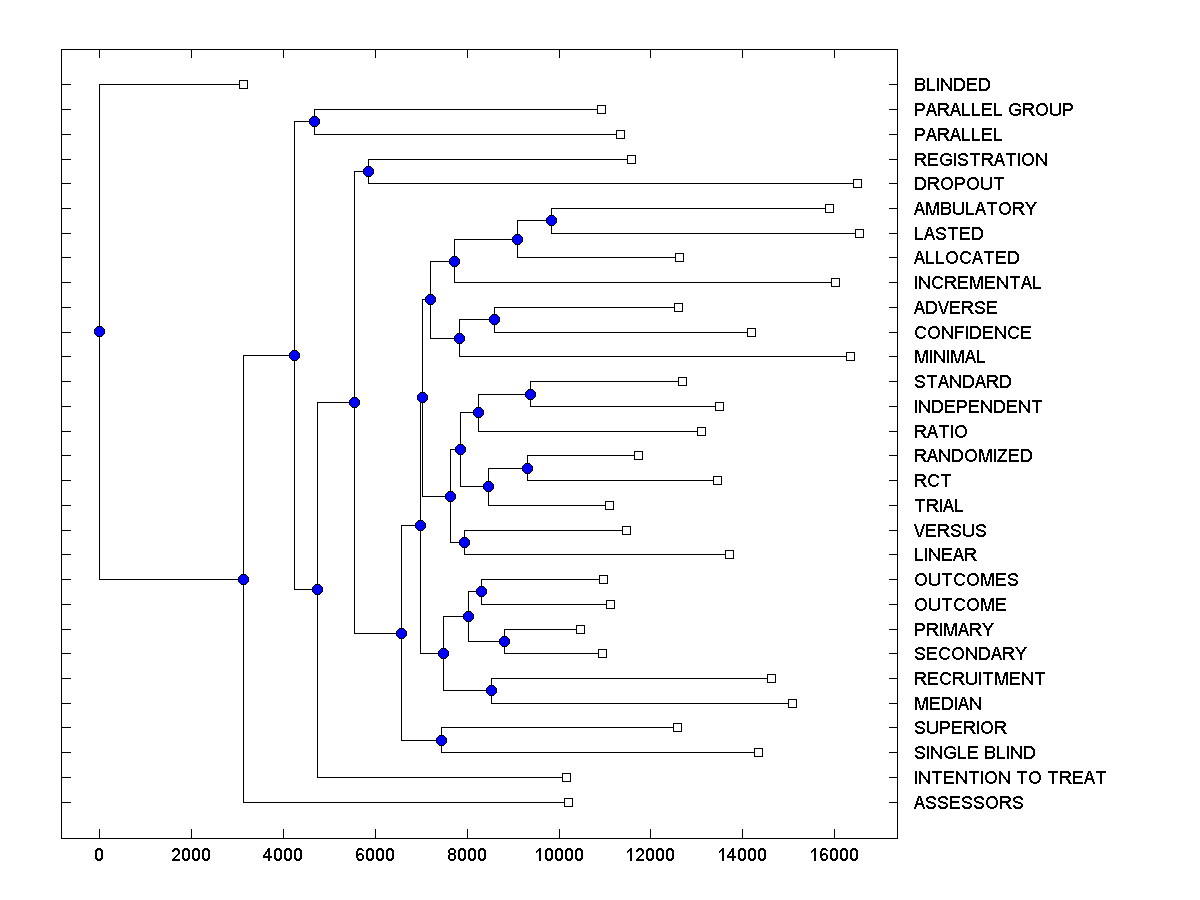 BLINDED
PARALLEL GROUP
PARALLEL
REGISTRATION
DROPOUT
AMBULATORY
LASTED
ALLOCATED
INCREMENTAL
ADVERSE
CONFIDENCE
MINIMAL
STANDARD
INDEPENDENT
RATIO
RANDOMIZED
RCT
TRIAL
VERSUS
LINEAR
OUTCOMES
OUTCOME
PRIMARY
SECONDARY
RECRUITMENT
MEDIAN
SUPERIOR
SINGLE BLIND
INTENTION TO TREAT
ASSESSORS
0 2000 4000 6000 8000 10000 12000 14000 16000